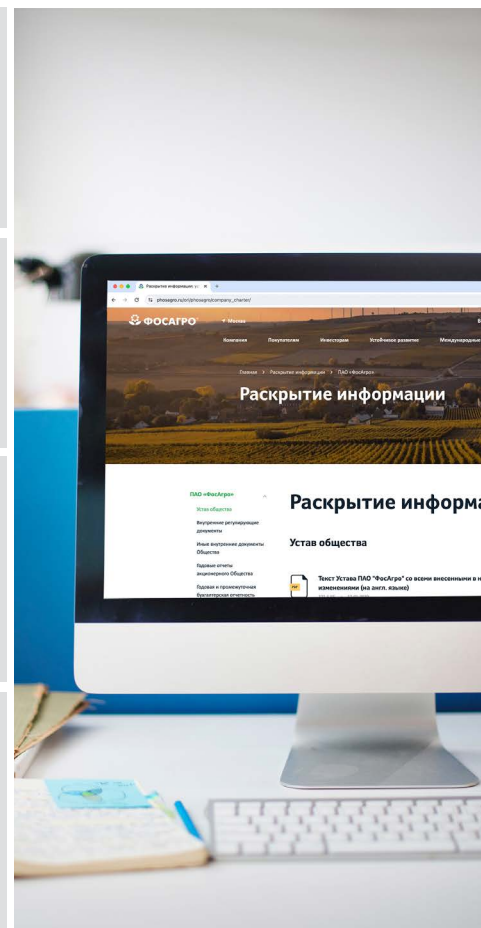 Раскрытие информации
phosagro.ru/ori/phosagro/company_charter/
ФОСАГРО
Москва
Компания Покупателям Инвесторам Устойчивое развитие Международные
Главная > Раскрытие информации > ПАО «ФосАгро»
Раскрытие информации
ПАО «ФосАгро»
Устав общества
Внутренние регулирующие
документы
Иные внутренние документы
Общества
Годовые отчеты
акционерного Общества
Годовая и промежуточная
бухгалтерская отчетность
Раскрытие информа
Устав общества
PDF
Текст Устава ПАО "ФосАгро" со всеми внесенными в н
изменениями (на англ. языке)